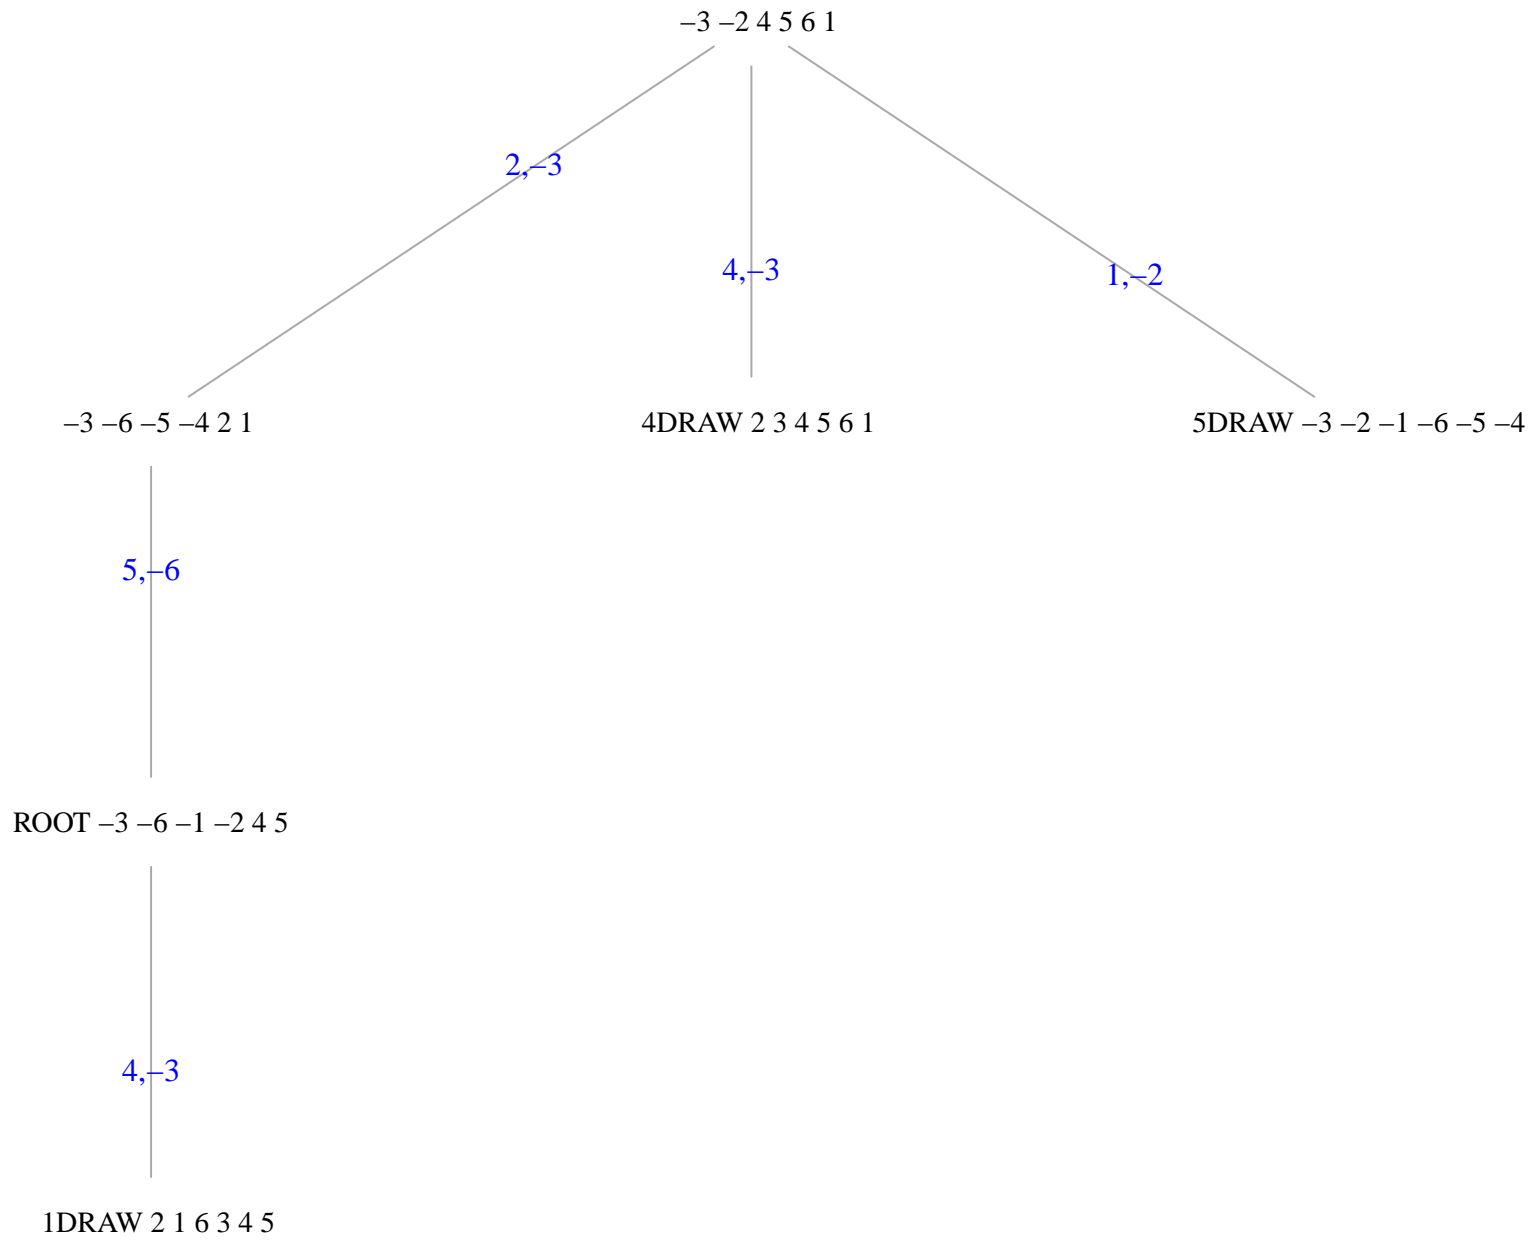 –3 –2 4 5 6 1
2,–3
4,–3
1,–2
–3 –6 –5 –4 2 1
4DRAW 2 3 4 5 6 1
5DRAW –3 –2 –1 –6 –5 –4
5,–6
ROOT –3 –6 –1 –2 4 5
4,–3
1DRAW 2 1 6 3 4 5